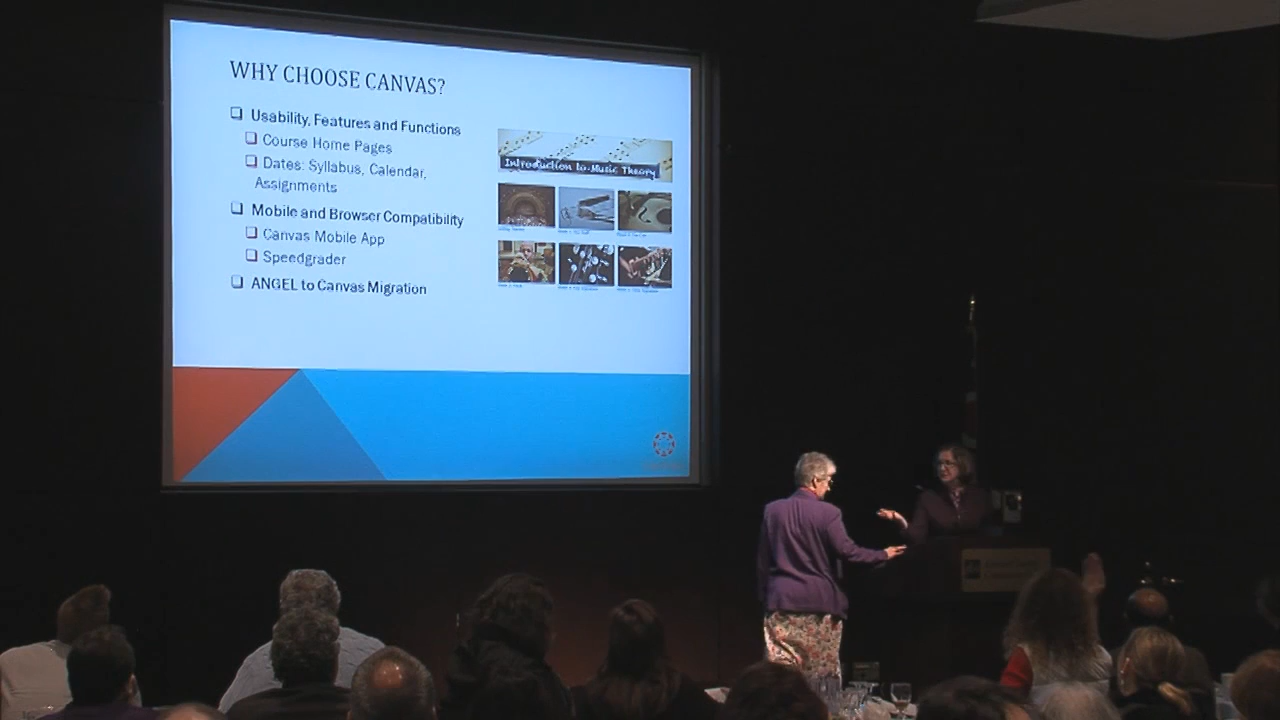 WHY CHOOSE CANVAS?
Usability, Features and Functions
Course Home Pages
Dates: Syllabus, Calendar,
Assignments
Mobile and Browser Compatibility
Canvas Mobile App
Speedgrader
ANGEL to Canvas Migration
Introduction to Music Theory